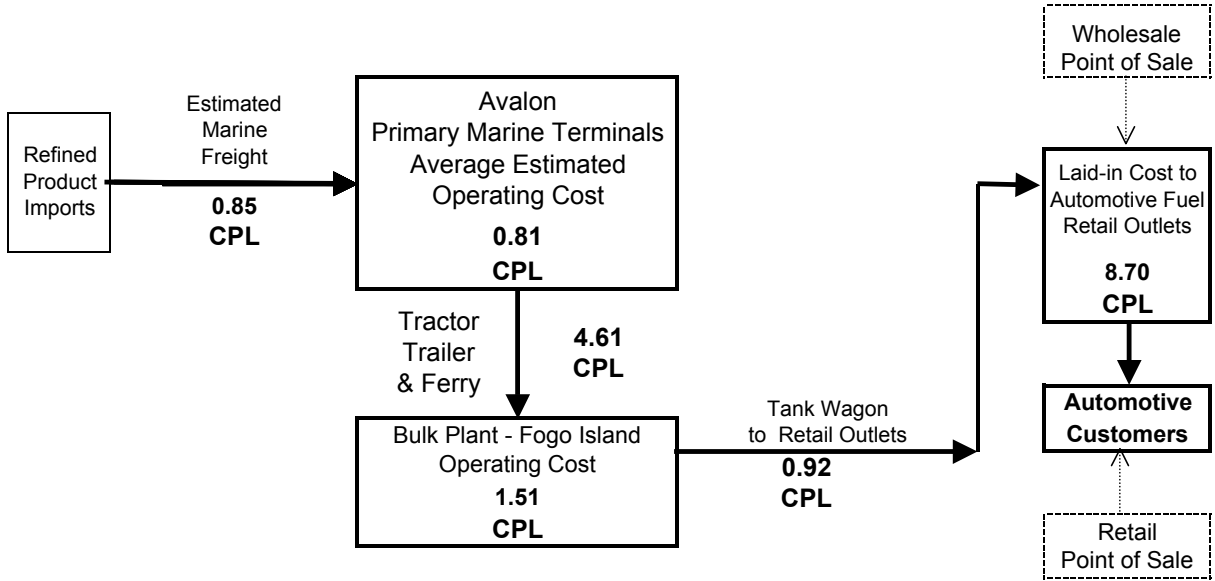 Refined
Product
Imports
Estimated
Marine
Freight
0.85
CPL
Avalon
Primary Marine Terminals
Average Estimated
Operating Cost
0.81
CPL
Tractor
Trailer
& Ferry
4.61
CPL
Bulk Plant - Fogo Island
Operating Cost
1.51
CPL
Tank Wagon
to Retail Outlets
0.92
CPL
Wholesale
Point of Sale
Laid-in Cost to
Automotive Fuel
Retail Outlets
8.70
CPL
Automotive
Customers
Retail
Point of Sale